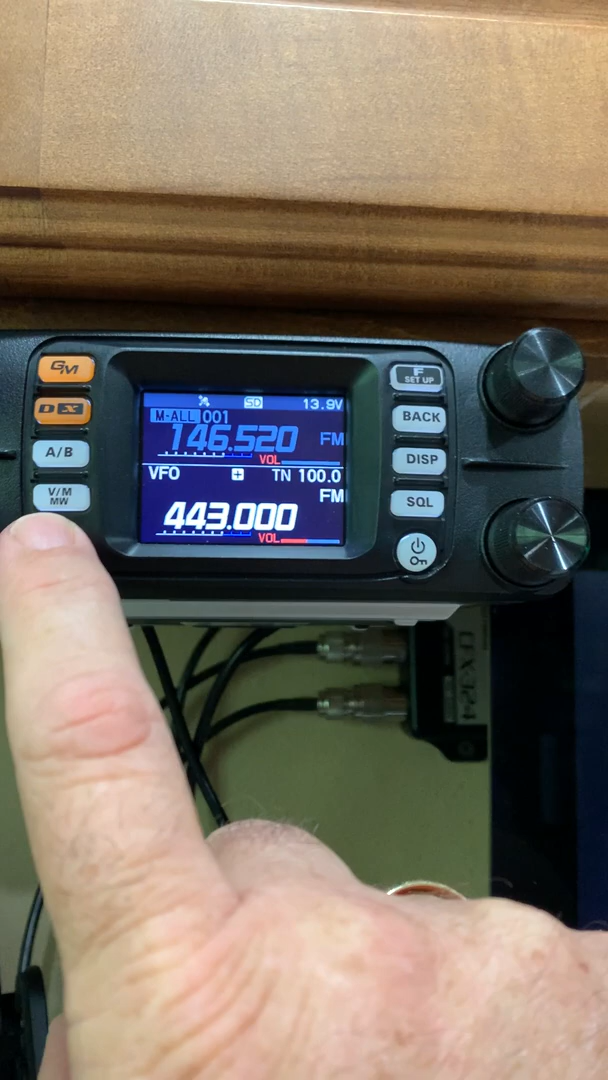 GM
DX
A/B
V/M
MW
SD 13.9V
M-ALL 001
146.520 FM
VOL
VFO + TN 100.0
FM
443.000
VOL
F
SET UP
BACK
DISP
SQL
CFX324